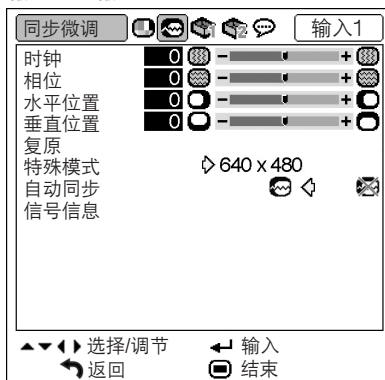 同步微调 输入1
时钟 0 − +
相位 0 − +
水平位置 0 − +
垂直位置 0 − +
复原
特殊模式 640 x 480
自动同步
信号信息
选择/调节 输入
返回 结束